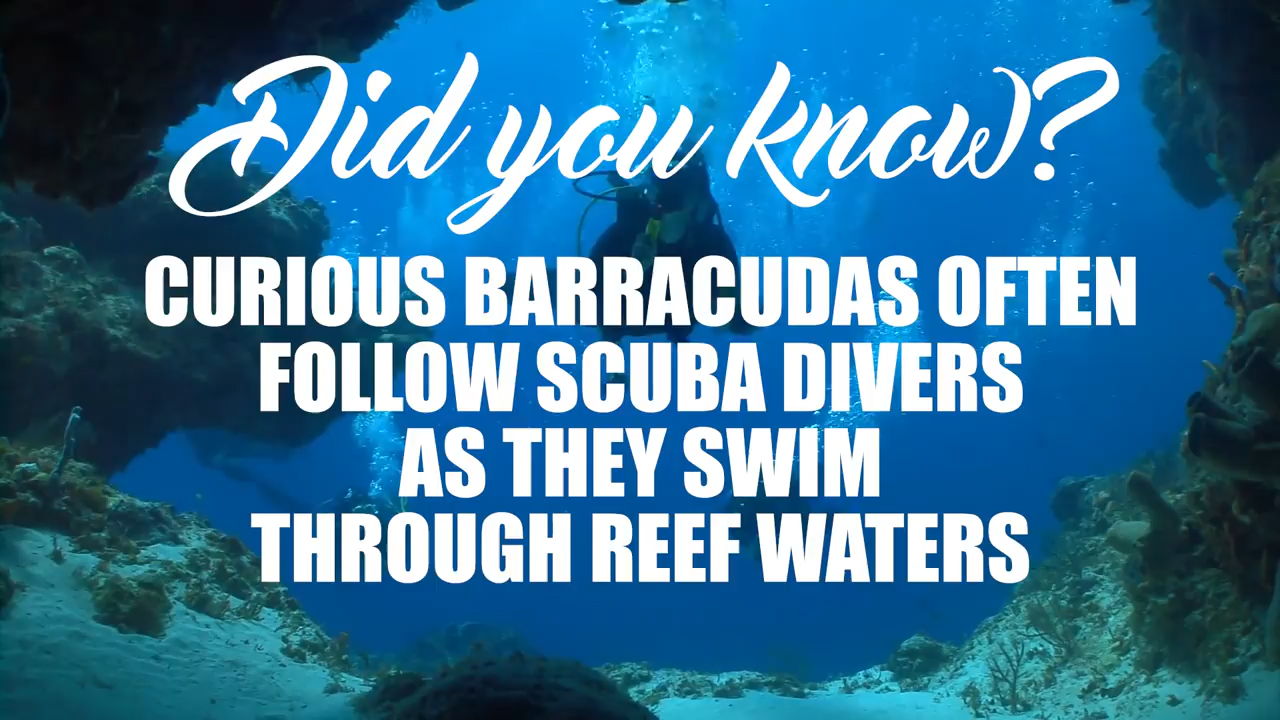 Did you know?
CURIOUS BARRACUDAS OFTEN
FOLLOW SCUBA DIVERS
AS THEY SWIM
THROUGH REEF WATERS